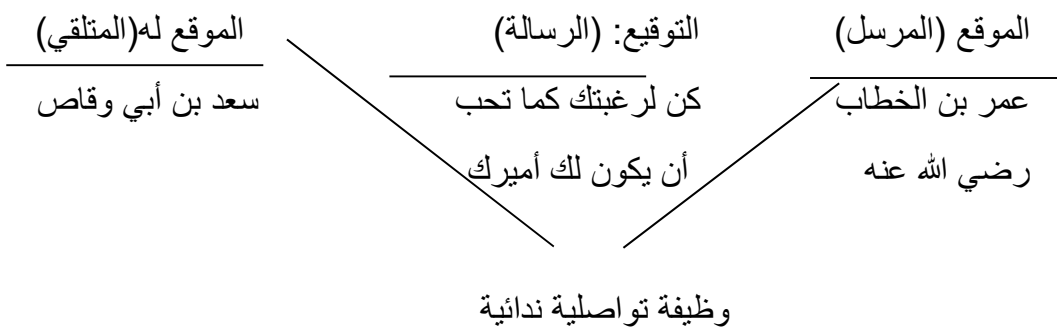 الموقع (المرسل) التوقيع: (الرسالة) الموقع له(المتلقي)
عمر بن الخطاب كن لرغبتك كما تحب سعد بن أبي وقاص
رضي الله عنه أن يكون لك أميرك
وظيفة تواصلية ندائية